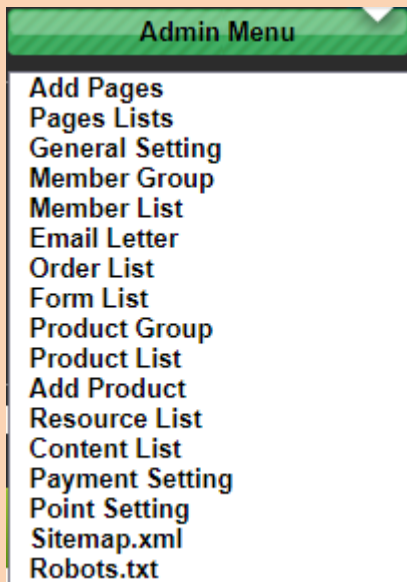 Admin Menu
Add Pages
Pages Lists
General Setting
Member Group
Member List
Email Letter
Order List
Form List
Product Group
Product List
Add Product
Resource List
Content List
Payment Setting
Point Setting
Sitemap.xml
Robots.txt